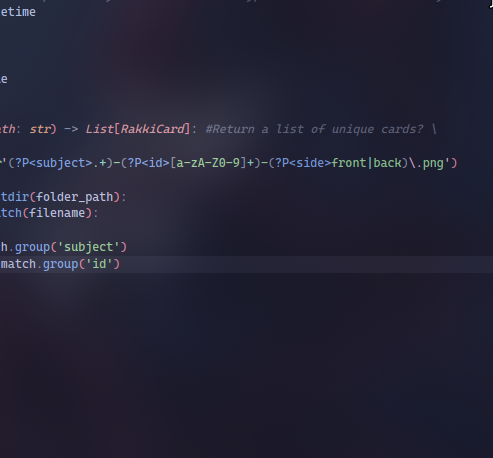 etime
e
ath: str) -> List[RakkiCard]: #Return a list of unique cards? \
r'(?P<subject>.+)-(?P<id>[a-zA-Z0-9]+)-(?P<side>front|back)\.png')
tdir(folder_path):
tch(filename):
h.group('subject')
match.group('id')